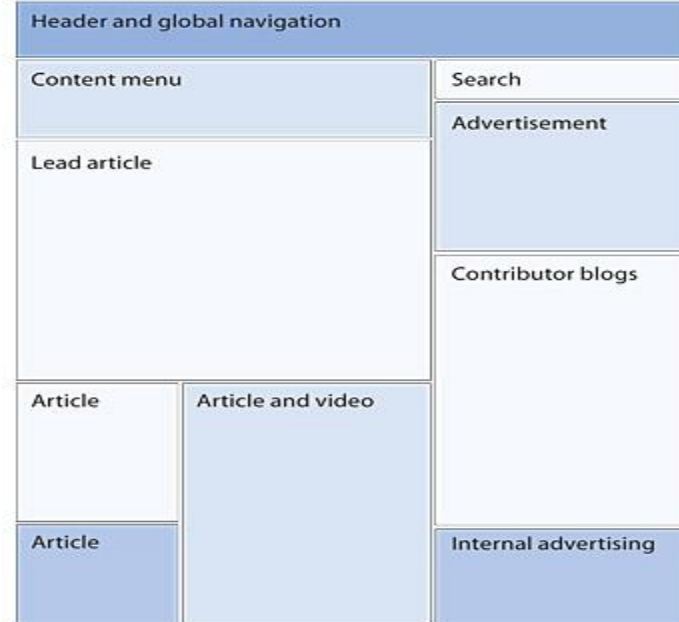 Header and global navigation
Content menu
Search
Advertisement
Lead article
Contributor blogs
Article
Article and video
Article
Internal advertising